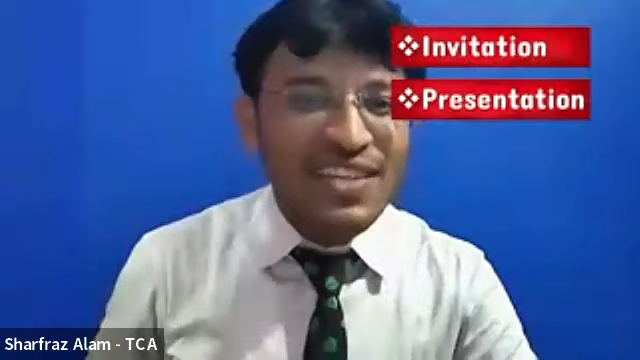 ❖Invitation
❖Presentation
Sharfraz Alam - TCA